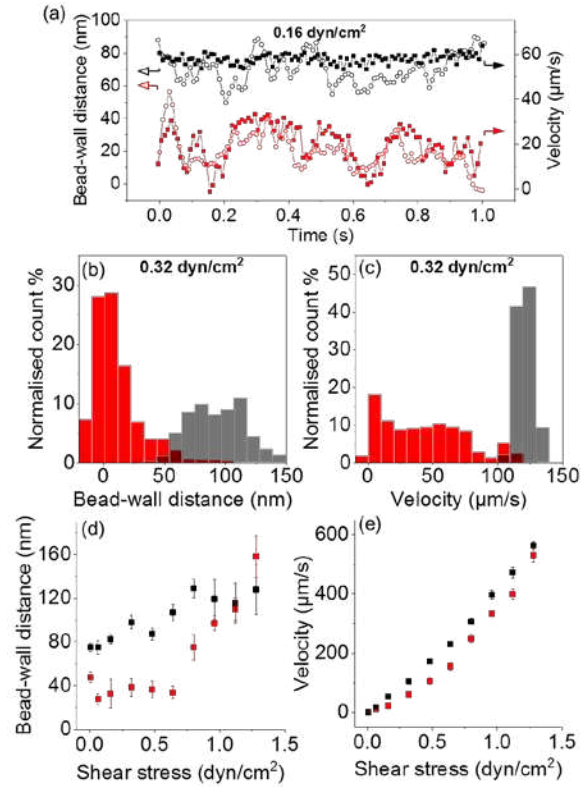 (a)
0.16 dyn/cm²
Bead-wall distance (nm)
100
80
60
40
20
0
Velocity (µm/s)
60
40
20
0
0.0 0.2 0.4 0.6 0.8 1.0
Time (s)
(b)
0.32 dyn/cm²
Normalised count %
30
20
10
0
0 50 100 150
Bead-wall distance (nm)
(c)
0.32 dyn/cm²
Normalised count %
50
40
30
20
10
0
0 50 100 150
Velocity (µm/s)
(d)
Bead-wall distance (nm)
160
120
80
40
0
0.0 0.5 1.0 1.5
Shear stress (dyn/cm²)
(e)
Velocity (µm/s)
600
400
200
0
0.0 0.5 1.0 1.5
Shear stress (dyn/cm²)